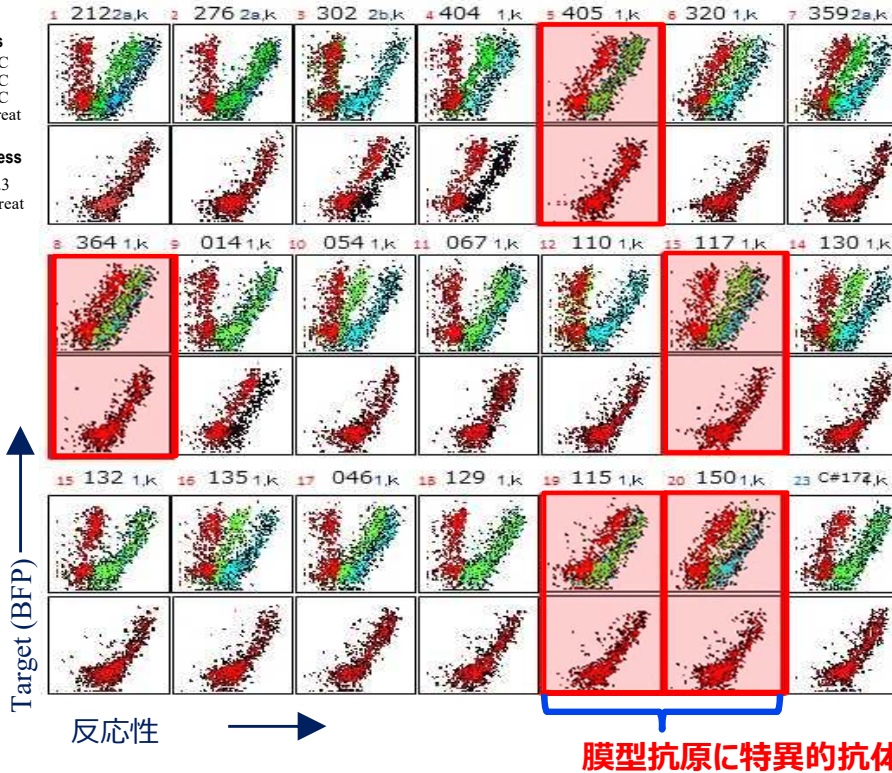 1 212 2a,k 2 276 2a,k 3 302 2b,k 4 404 1,k 5 405 1,k 6 320 1,k 7 359 2a,k
s
C
C
C
reat
ess
3
reat
8 364 1,k 9 014 1,k 10 054 1,k 11 067 1,k 12 110 1,k 13 117 1,k 14 130 1,k
15 132 1,k 16 135 1,k 17 046 1,k 18 129 1,k 19 115 1,k 20 150 1,k 23 C#172,k
Target (BFP)
反応性
膜型抗原に特異的抗体